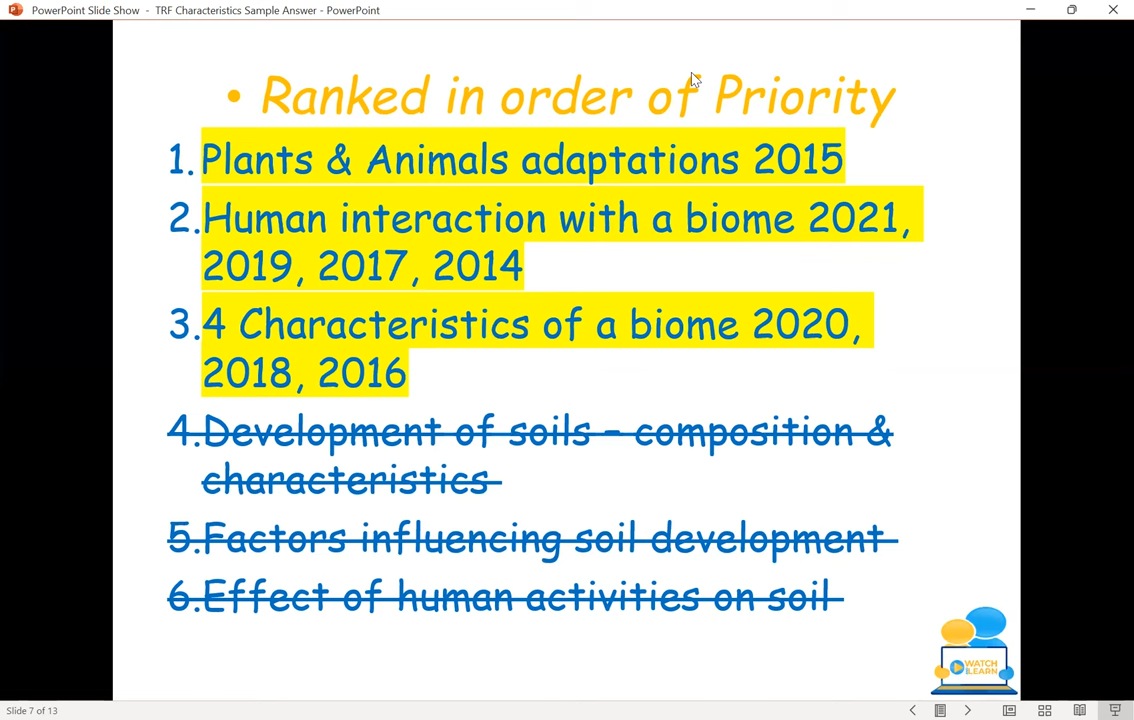 PowerPoint Slide Show - TRF Characteristics Sample Answer - PowerPoint
• Ranked in order of Priority
1. Plants & Animals adaptations 2015
2. Human interaction with a biome 2021,
2019, 2017, 2014
3. 4 Characteristics of a biome 2020,
2018, 2016
4. Development of soils – composition &
characteristics
5. Factors influencing soil development
6. Effect of human activities on soil
WATCH
LEARN
Slide 7 of 13